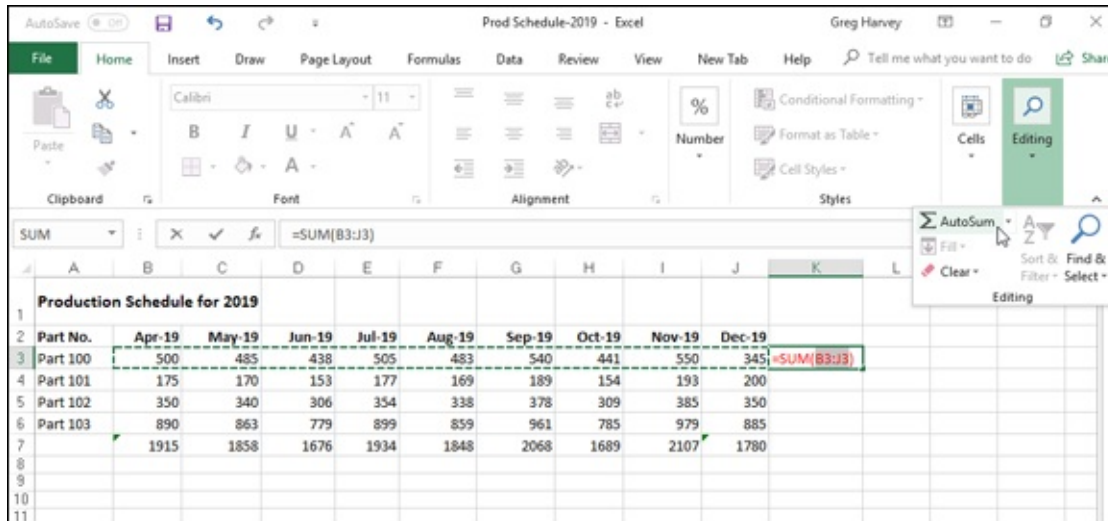 AutoSave Off Prod Schedule-2019 - Excel Greg Harvey
File Home Insert Draw Page Layout Formulas Data Review View New Tab Help Tell me what you want to do Shar
Calibri 11 ab % Conditional Formatting
Paste B I U A A Number Format as Table Cells Editing
A Cell Styles
Clipboard Font Alignment Styles
SUM fx =SUM(B3:J3) Σ AutoSum A Z
Fill Sort & Find &
Clear Filter Select
Editing
A B C D E F G H I J K L
1 Production Schedule for 2019
2 Part No. Apr-19 May-19 Jun-19 Jul-19 Aug-19 Sep-19 Oct-19 Nov-19 Dec-19
3 Part 100 500 485 438 505 483 540 441 550 345 =SUM(B3:J3)
4 Part 101 175 170 153 177 169 189 154 193 200
5 Part 102 350 340 306 354 338 378 309 385 350
6 Part 103 890 863 779 899 859 961 785 979 885
7 1915 1858 1676 1934 1848 2068 1689 2107 1780
8
9
10
11